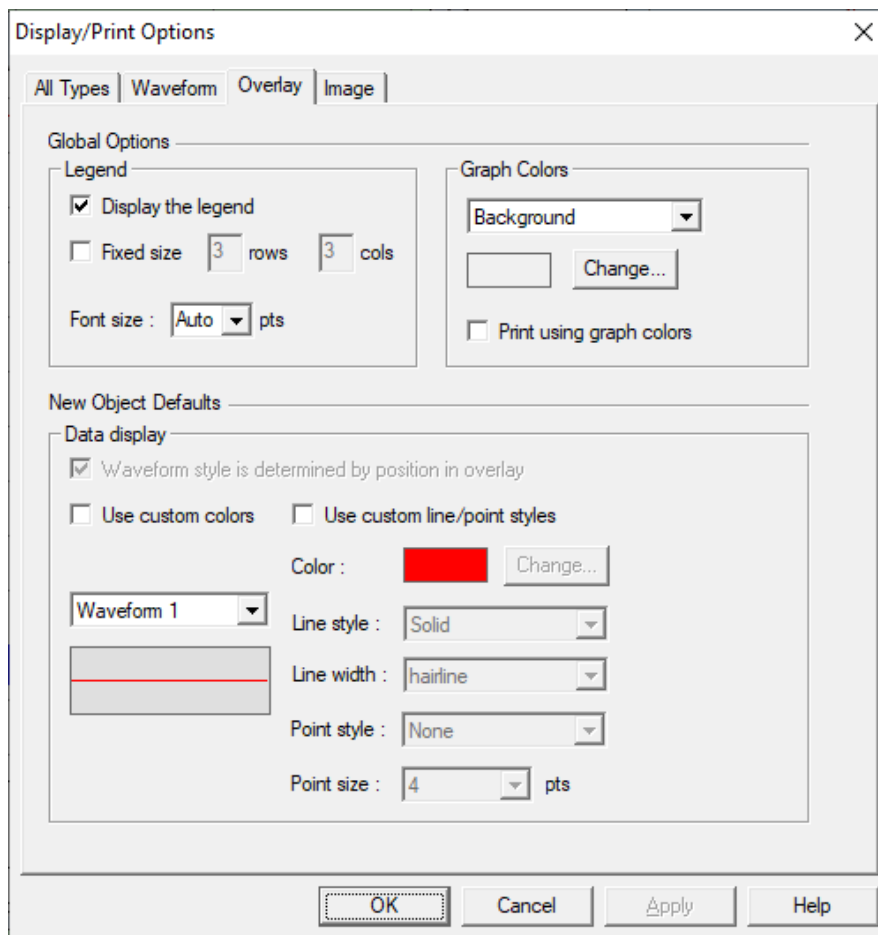 Display/Print Options
All Types Waveform Overlay Image
Global Options
Legend
Display the legend
Fixed size 3 rows 3 cols
Font size : Auto pts
Graph Colors
Background
Change...
Print using graph colors
New Object Defaults
Data display
Waveform style is determined by position in overlay
Use custom colors Use custom line/point styles
Color : Change...
Waveform 1
Line style : Solid
Line width : hairline
Point style : None
Point size : 4 pts
OK Cancel Apply Help